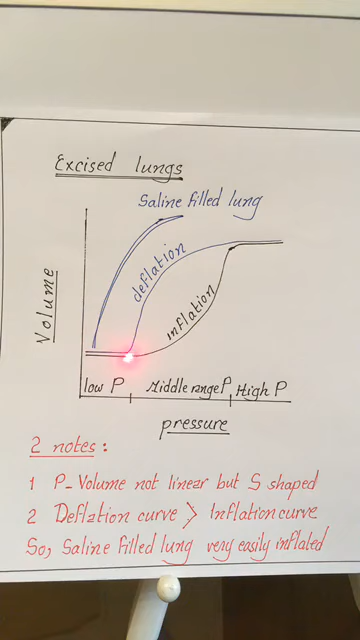 Excised lungs
Saline filled lung
deflation
inflation
Volume
low P Middle range P High P
pressure
2 notes :
1 P-Volume not linear but S shaped
2 Deflation curve > Inflation curve
So, Saline filled lung very easily inflated